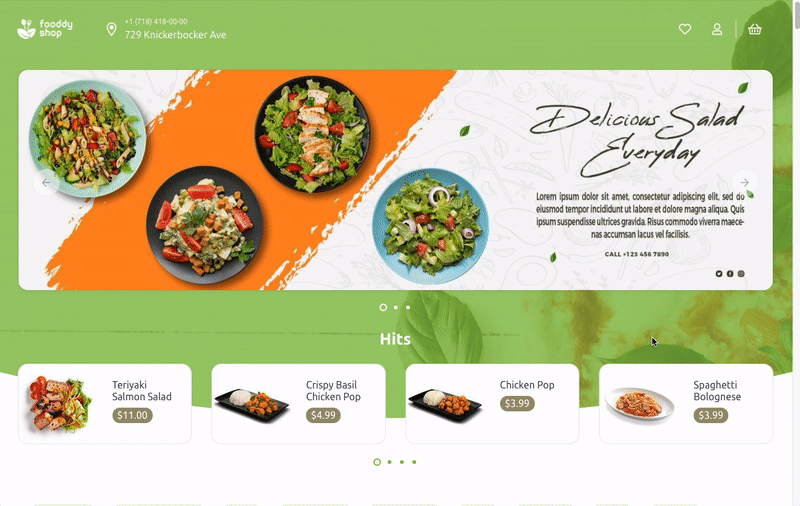 fooddy
shop
+1 (718) 418-00-00
729 Knickerbocker Ave
Delicious Salad
Everyday
Lorem ipsum dolor sit amet, consectetur adipiscing elit, sed do
eiusmod tempor incididunt ut labore et dolore magna aliqua. Quis
ipsum suspendisse ultrices gravida. Risus commodo viverra maece-
nas accumsan lacus vel facilisis.
CALL +123 456 7890
Hits
Teriyaki
Salmon Salad
$11.00
Crispy Basil
Chicken Pop
$4.99
Chicken Pop
$3.99
Spaghetti
Bolognese
$3.99